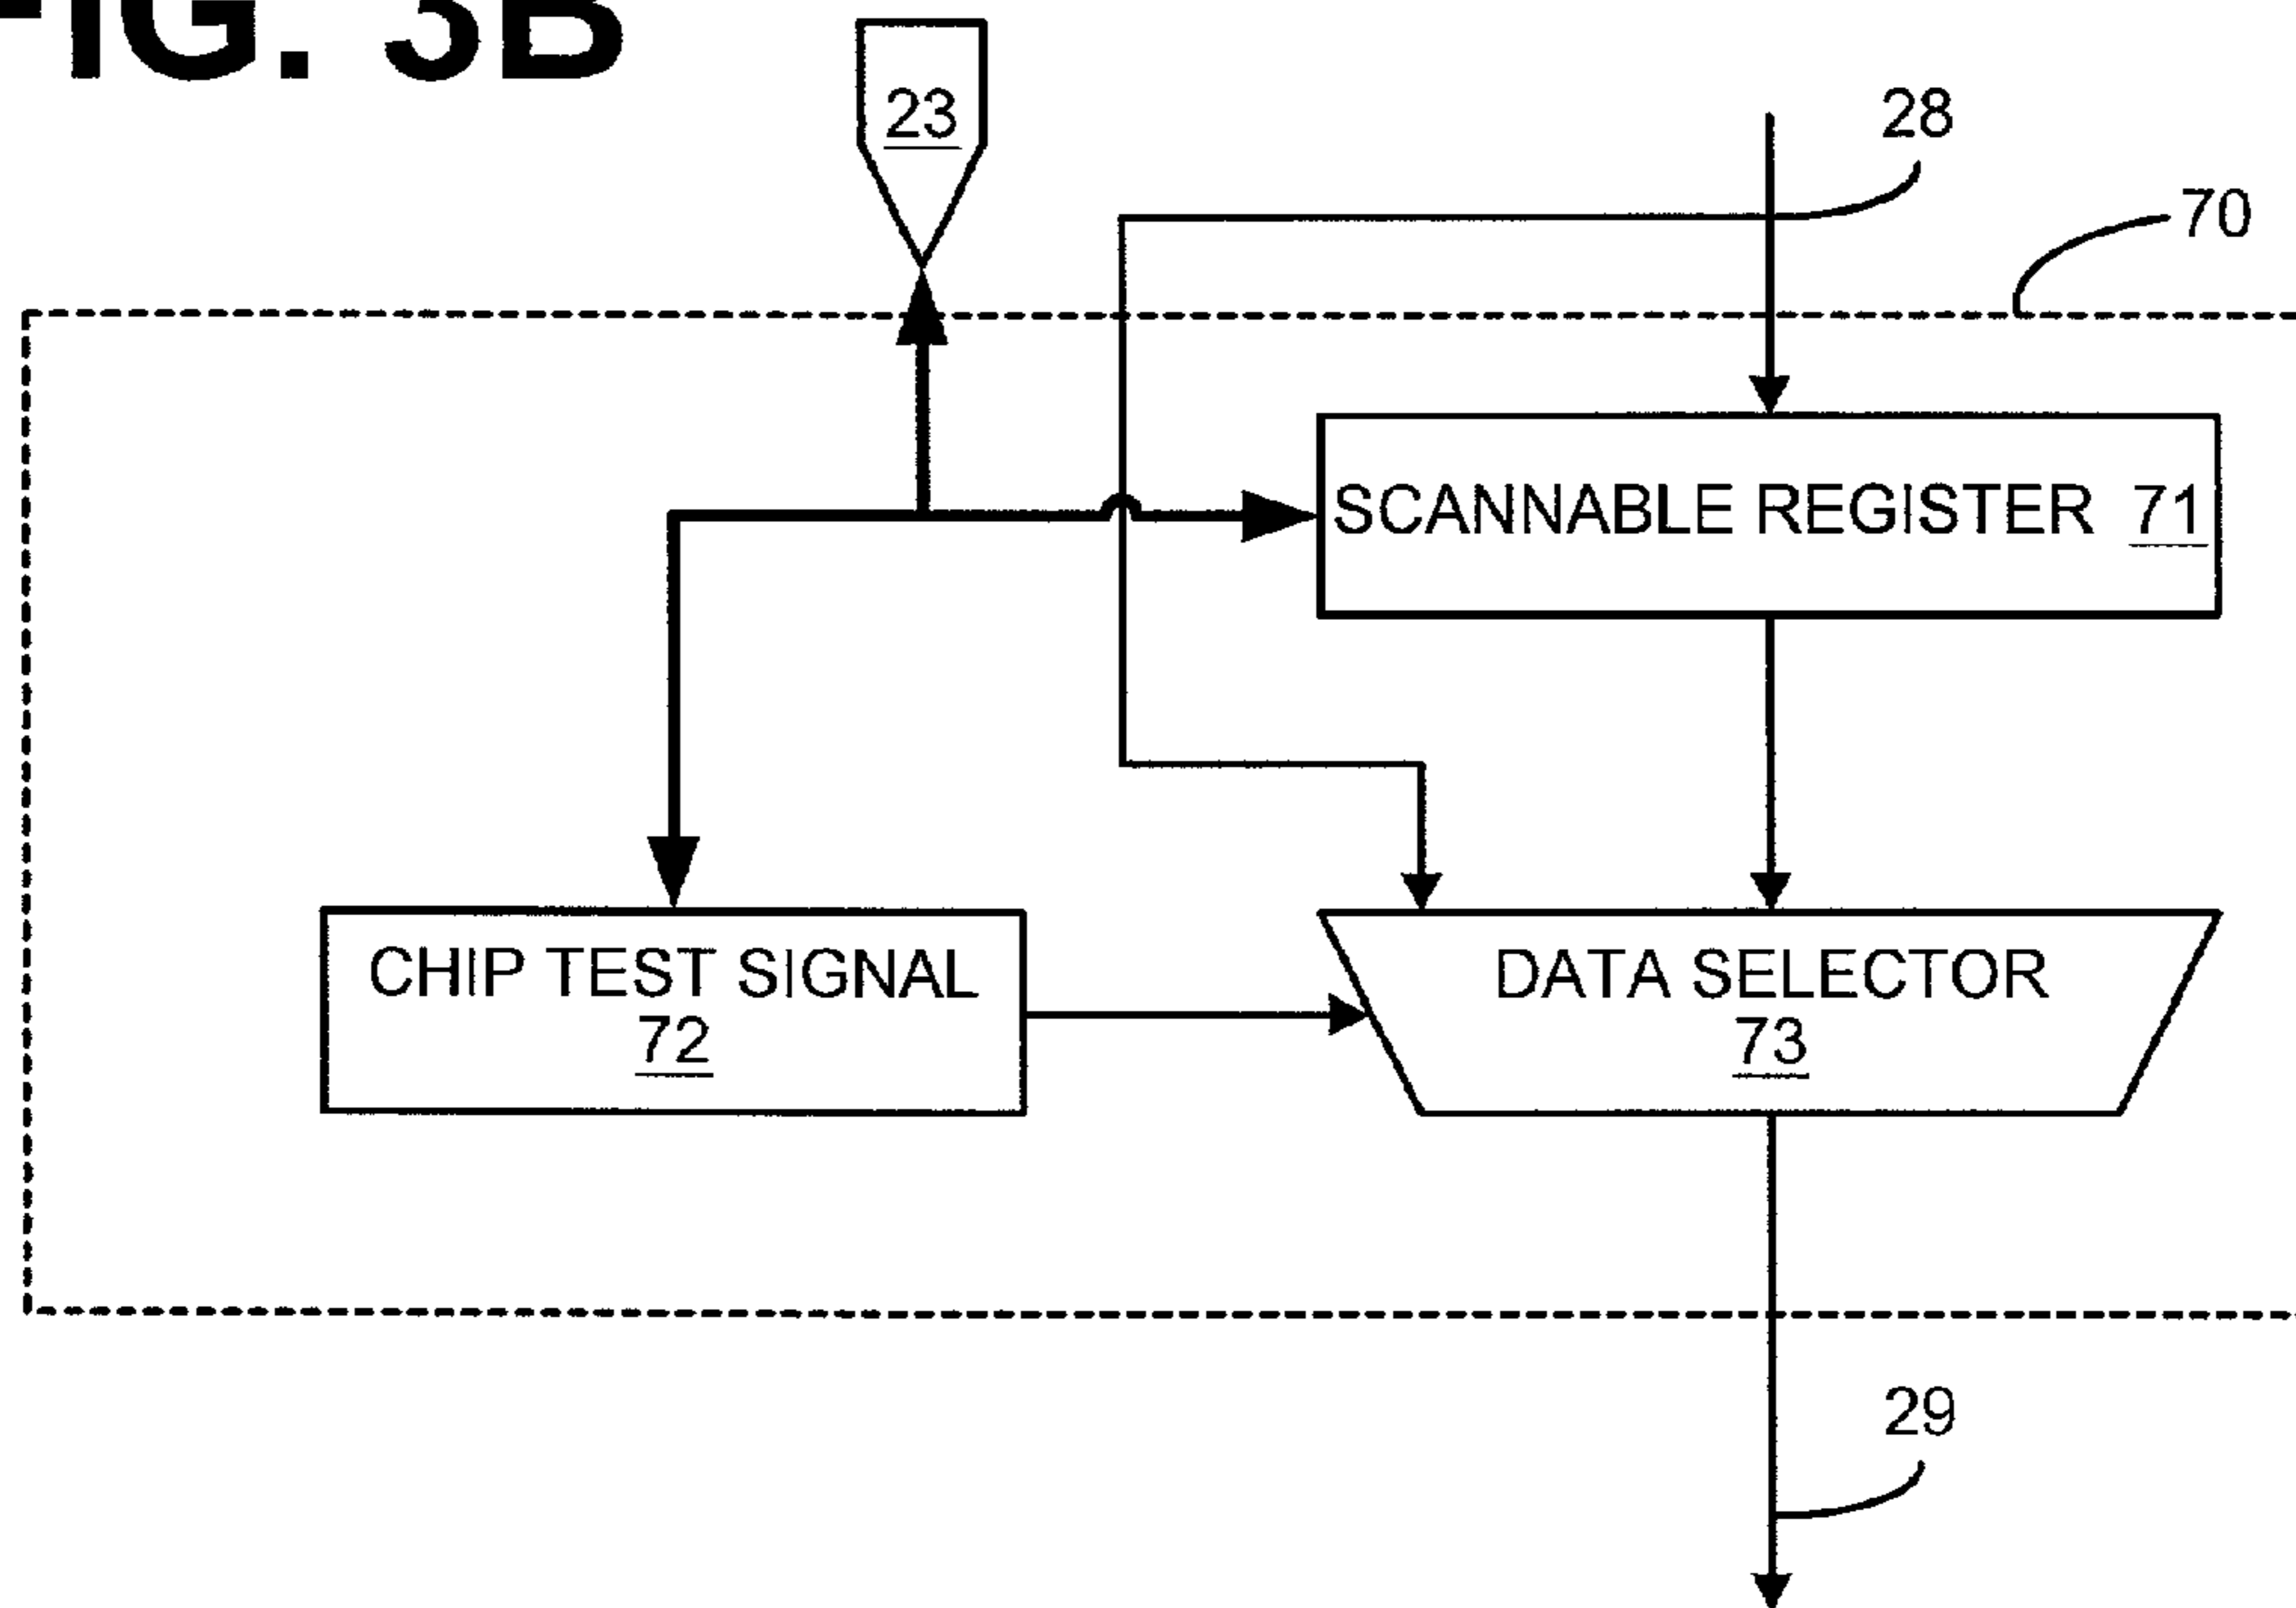 FIG. 3B
23
28
70
SCANNABLE REGISTER 71
CHIP TEST SIGNAL
72
DATA SELECTOR
73
29